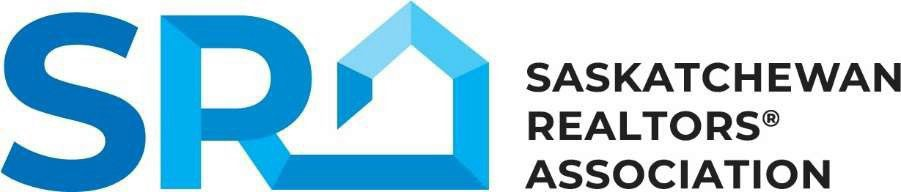 SR
SASKATCHEWAN
REALTORS®
ASSOCIATION